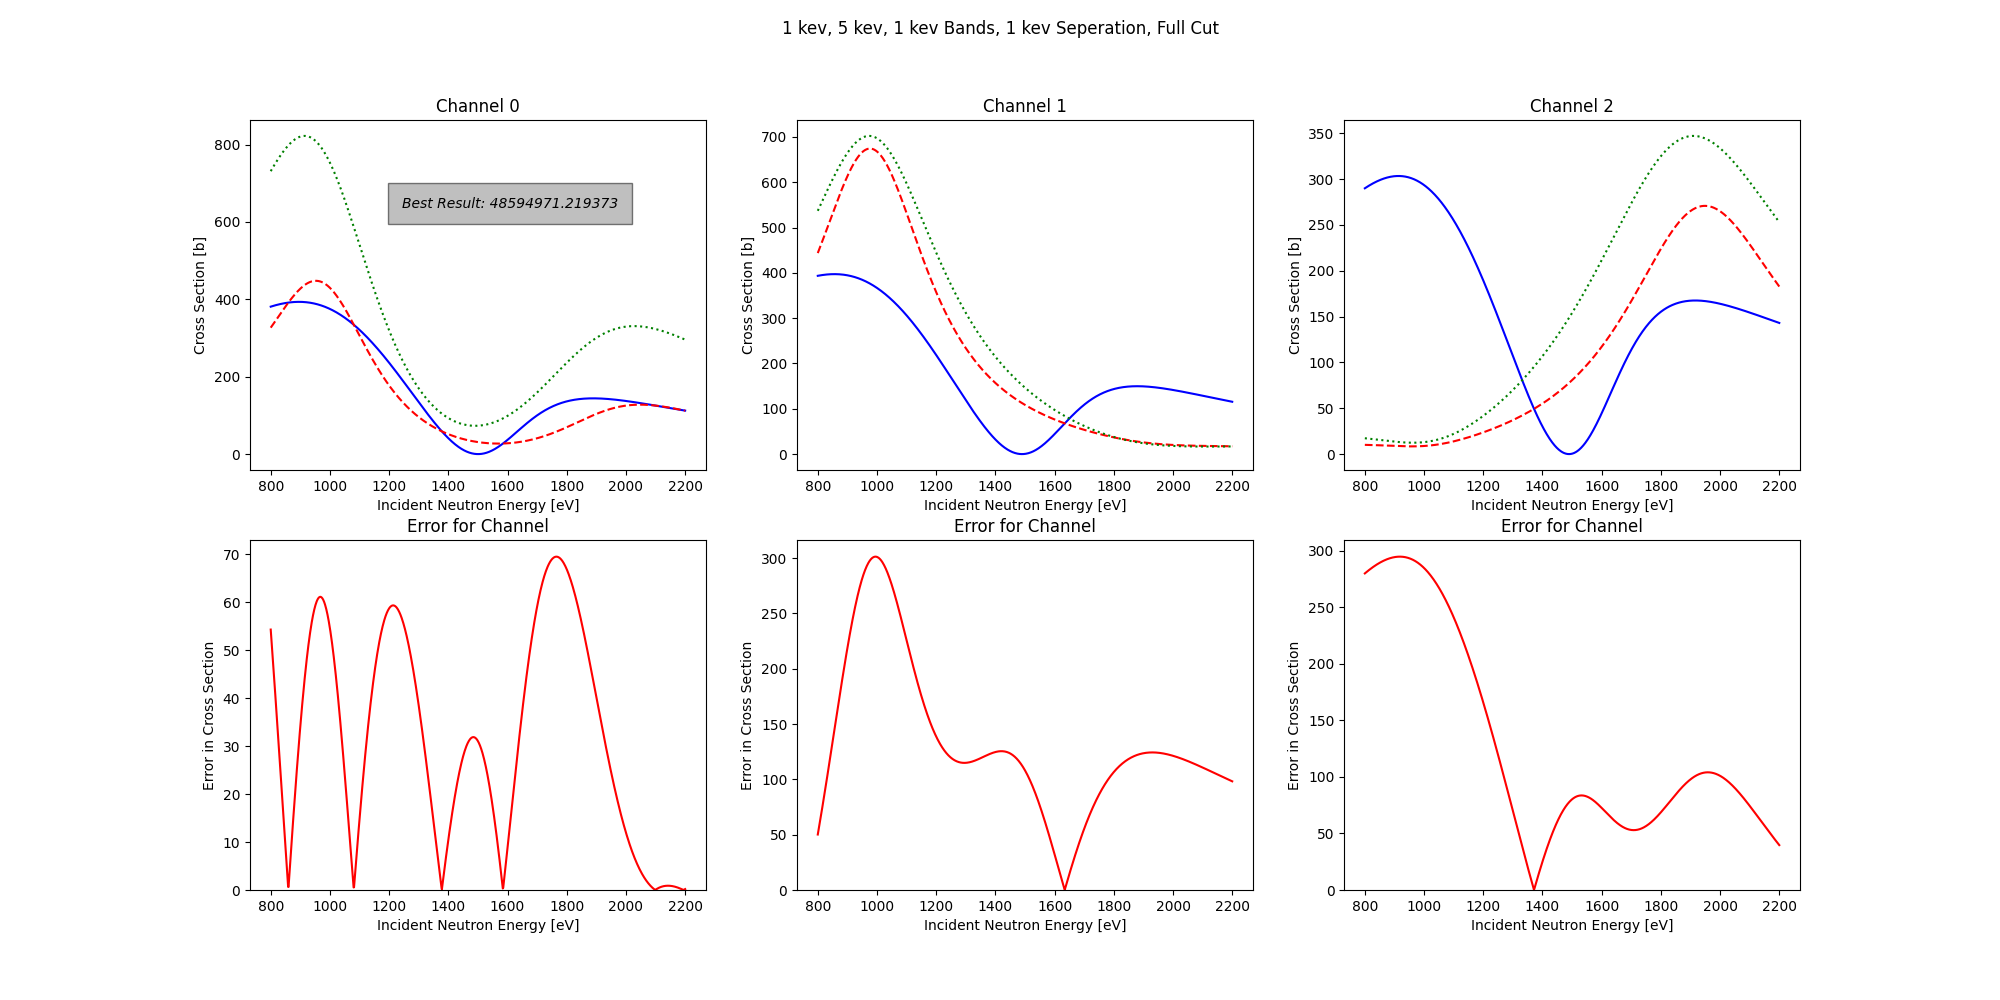 1 kev, 5 kev, 1 kev Bands, 1 kev Seperation, Full Cut
Channel 0
Cross Section [b]
800
600
400
200
0
Best Result: 48594971.219373
800 1000 1200 1400 1600 1800 2000 2200
Incident Neutron Energy [eV]
Channel 1
Cross Section [b]
700
600
500
400
300
200
100
0
800 1000 1200 1400 1600 1800 2000 2200
Incident Neutron Energy [eV]
Channel 2
Cross Section [b]
350
300
250
200
150
100
50
0
800 1000 1200 1400 1600 1800 2000 2200
Incident Neutron Energy [eV]
Error for Channel
Error in Cross Section
70
60
50
40
30
20
10
0
800 1000 1200 1400 1600 1800 2000 2200
Incident Neutron Energy [eV]
Error for Channel
Error in Cross Section
300
250
200
150
100
50
0
800 1000 1200 1400 1600 1800 2000 2200
Incident Neutron Energy [eV]
Error for Channel
Error in Cross Section
300
250
200
150
100
50
0
800 1000 1200 1400 1600 1800 2000 2200
Incident Neutron Energy [eV]